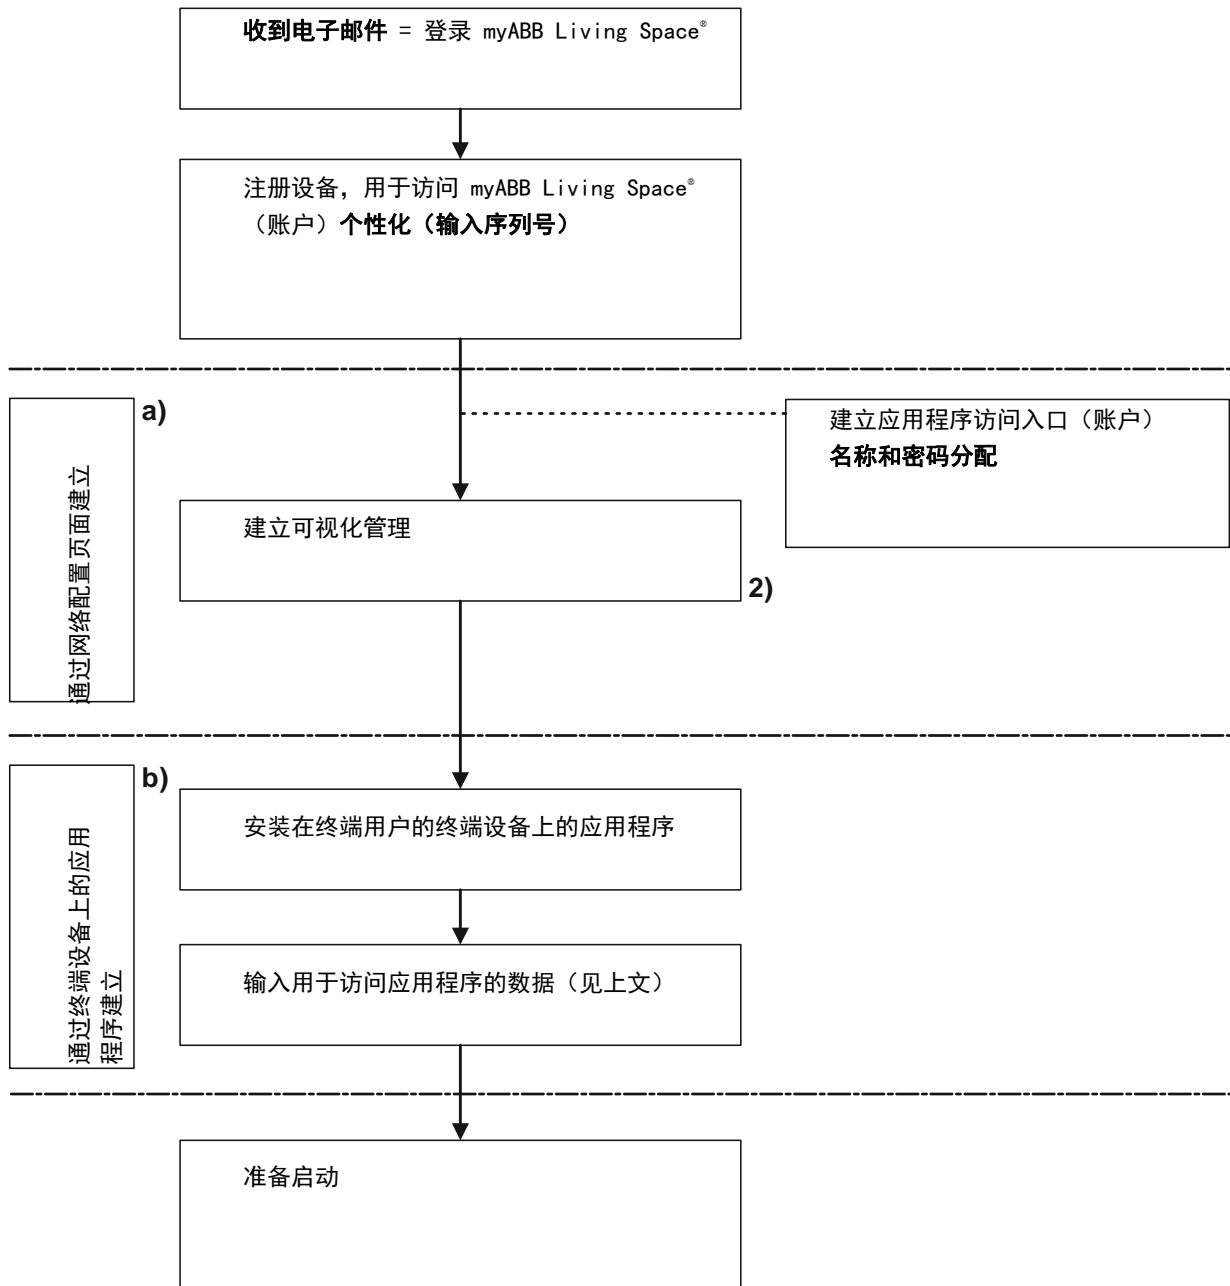 收到电子邮件 = 登录 myABB Living Space®
注册设备，用于访问 myABB Living Space®
（账户）个性化（输入序列号）
a)
通过网络配置页面建立
建立应用程序访问入口（账户）
名称和密码分配
建立可视化管理
2)
b)
通过终端设备上的应用
程序建立
安装在终端用户的终端设备上的应用程序
输入用于访问应用程序的数据（见上文）
准备启动